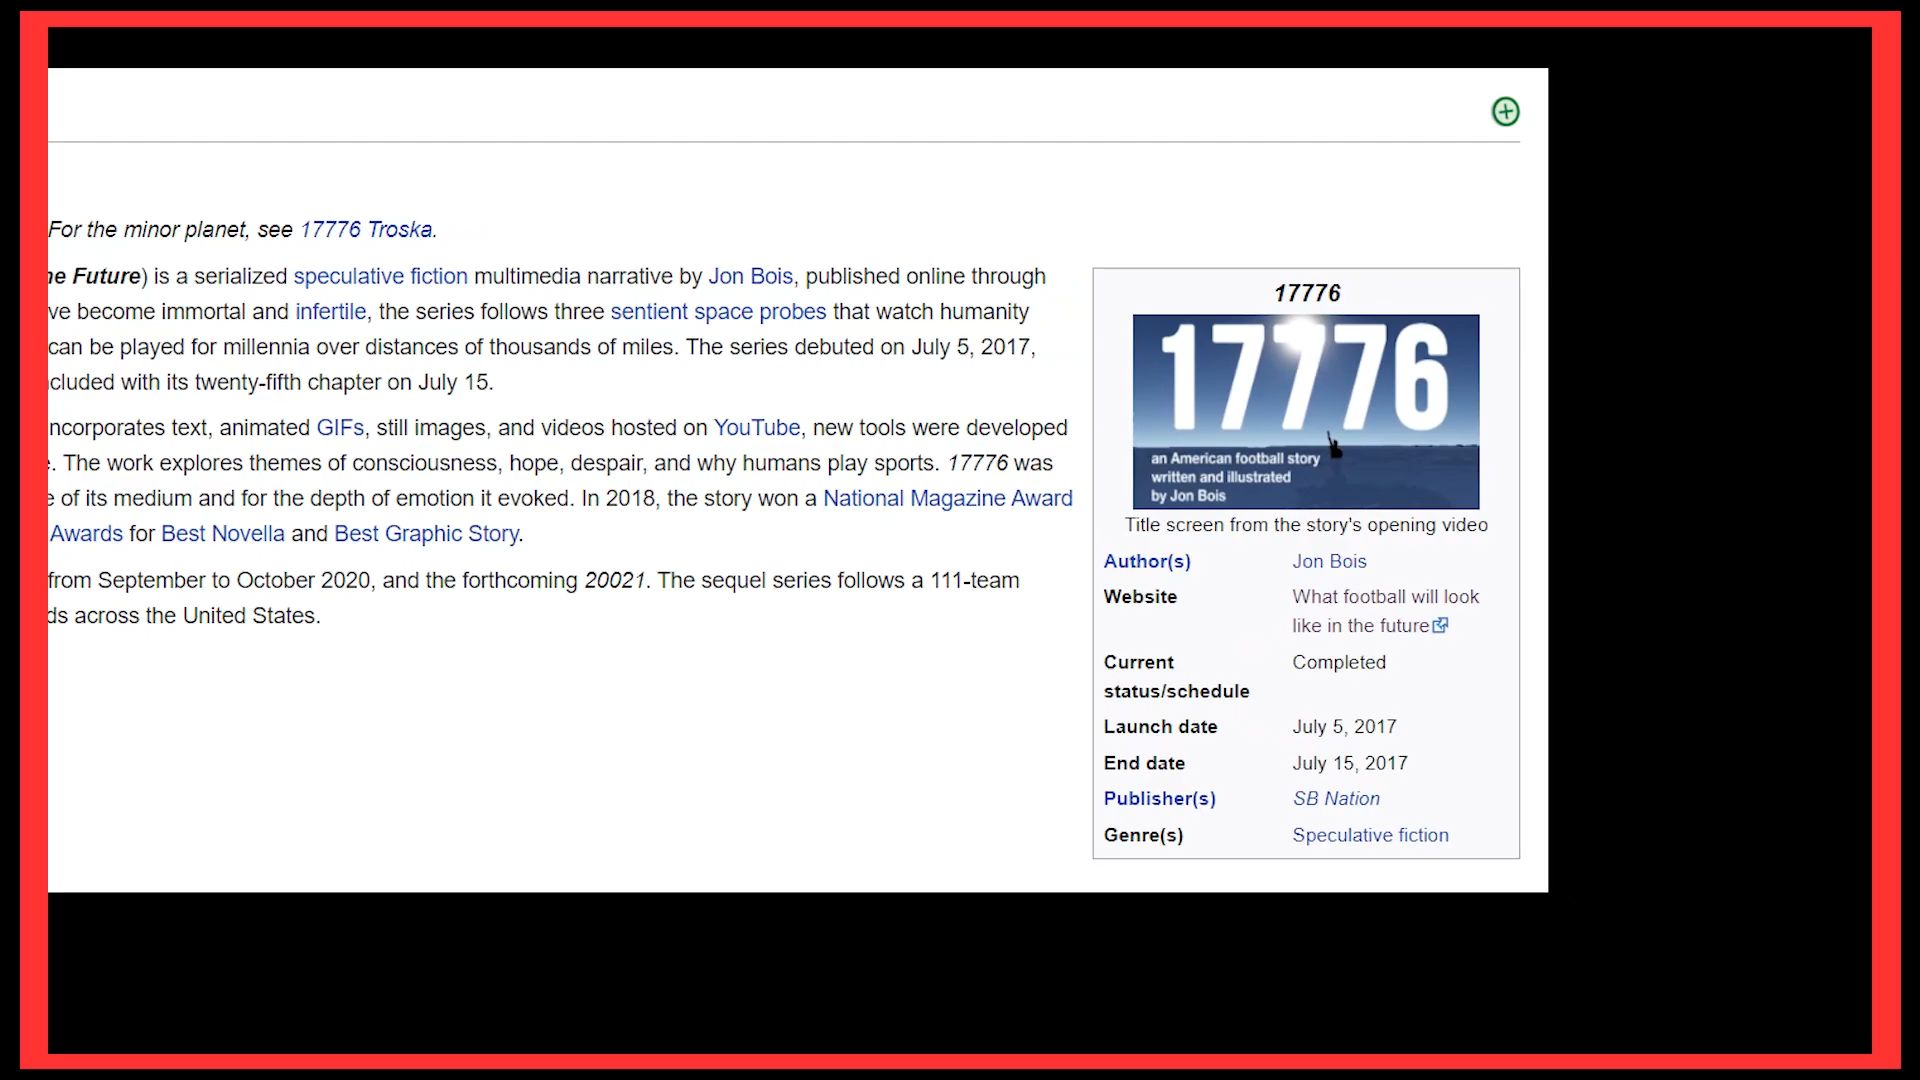 For the minor planet, see 17776 Troska.
he Future) is a serialized speculative fiction multimedia narrative by Jon Bois, published online through
ve become immortal and infertile, the series follows three sentient space probes that watch humanity
can be played for millennia over distances of thousands of miles. The series debuted on July 5, 2017,
cluded with its twenty-fifth chapter on July 15.
ncorporates text, animated GIFs, still images, and videos hosted on YouTube, new tools were developed
. The work explores themes of consciousness, hope, despair, and why humans play sports. 17776 was
e of its medium and for the depth of emotion it evoked. In 2018, the story won a National Magazine Award
Awards for Best Novella and Best Graphic Story.
from September to October 2020, and the forthcoming 20021. The sequel series follows a 111-team
ds across the United States.
17776
17776
an American football story
written and illustrated
by Jon Bois
Title screen from the story's opening video
Author(s) Jon Bois
Website What football will look
like in the future
Current Completed
status/schedule
Launch date July 5, 2017
End date July 15, 2017
Publisher(s) SB Nation
Genre(s) Speculative fiction